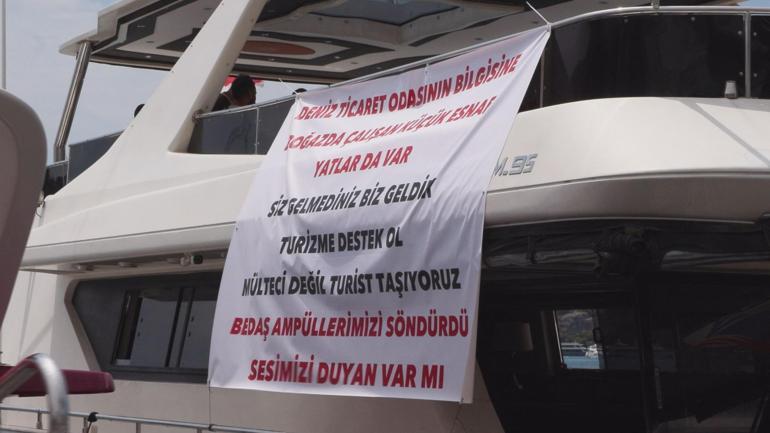 DENİZ TİCARET ODASININ BİLGİSİNE
BOĞAZDA ÇALIŞAN KÜÇÜK ESNAF
YATLAR DA VAR
SİZ GELMEDİNİZ BİZ GELDİK
TURİZME DESTEK OL
MÜLTECİ DEĞİL TURİST TAŞIYORUZ
BEDAŞ AMPÜLLERİMİZİ SÖNDÜRDÜ
SESİMİZİ DUYAN VAR MI
M.95